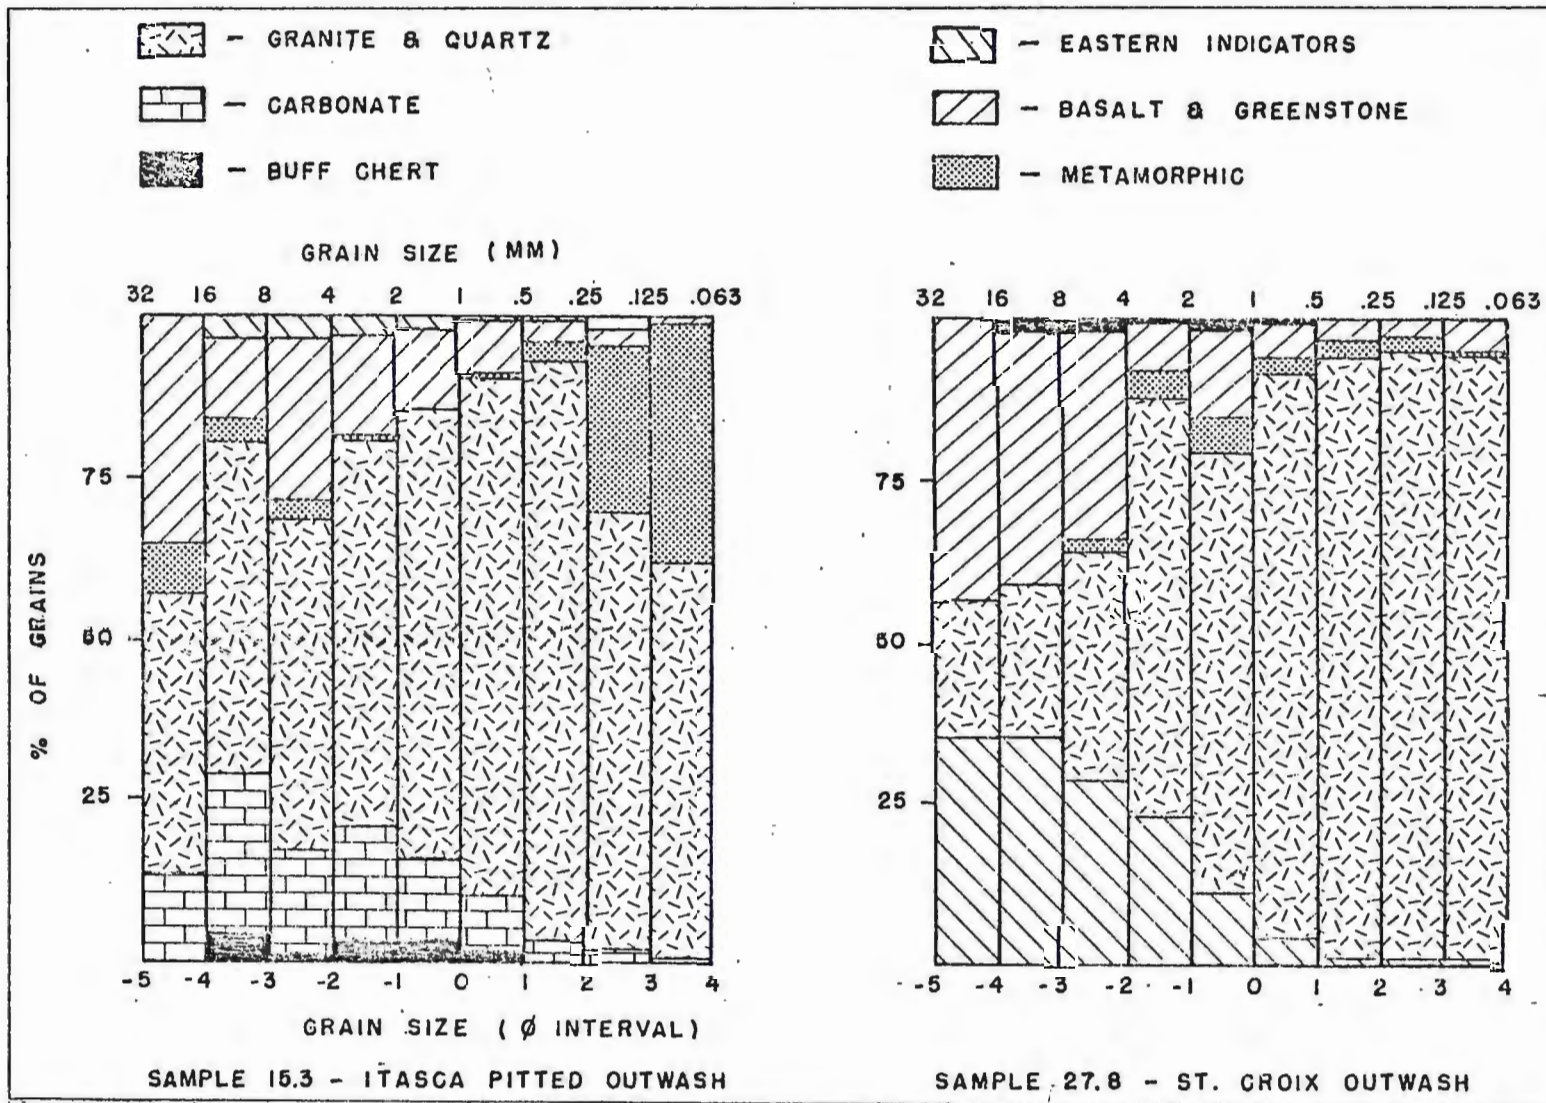 - GRANITE & QUARTZ
- CARBONATE
- BUFF CHERT
- EASTERN INDICATORS
- BASALT & GREENSTONE
- METAMORPHIC
GRAIN SIZE (MM)
32 16 8 4 2 1 .5 .25 .125 .063
% OF GRAINS
75
50
25
-5 -4 -3 -2 -1 0 1 2 3 4
GRAIN SIZE ( ϕ INTERVAL)
SAMPLE 15.3 - ITASCA PITTED OUTWASH
32 16 8 4 2 1 .5 .25 .125 .063
75
50
25
-5 -4 -3 -2 -1 0 1 2 3 4
SAMPLE 27.8 - ST. CROIX OUTWASH